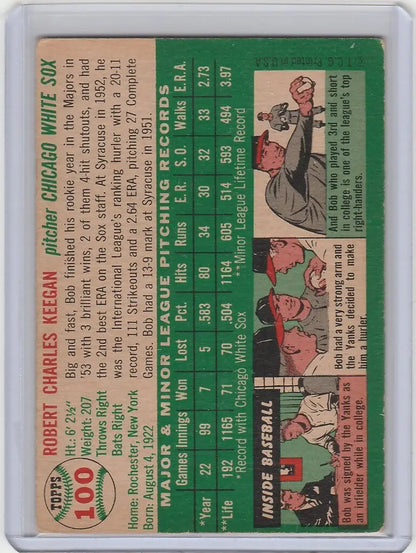 TOPPS
100
ROBERT CHARLES KEEGAN pitcher CHICAGO WHITE SOX
Ht.: 6' 2½"
Weight: 207
Throws Right
Bats Right
Home: Rochester, New York
Born: August 4, 1922
Big and fast, Bob finished his rookie year in the Majors in
53 with 3 brilliant wins, 2 of them 4-hit shutouts, and had
the 2nd best ERA on the Sox staff. At Syracuse in 1952, he
was the International League's ranking hurler with a 20-11
record, 111 Strikeouts and a 2.64 ERA, pitching 27 Complete
Games. Bob had a 13-9 mark at Syracuse in 1951.
MAJOR & MINOR LEAGUE PITCHING RECORDS
Games Innings Won Lost Pct. Hits Runs E.R. S.O. Walks E.R.A.
*Year 22 99 7 5 .583 80 34 30 32 33 2.73
**Life 192 1165 71 70 .504 1164 605 514 593 494 3.97
*Record with Chicago White Sox **Minor League Lifetime Record
INSIDE BASEBALL
Bob was signed by the Yanks as
an infielder while in college.
Bob had a very strong arm and
the Yanks decided to make
him a hurler.
And Bob who played 3rd and short
in college is one of the league's top
right-handers.
T.C.G. Printed in U.S.A.